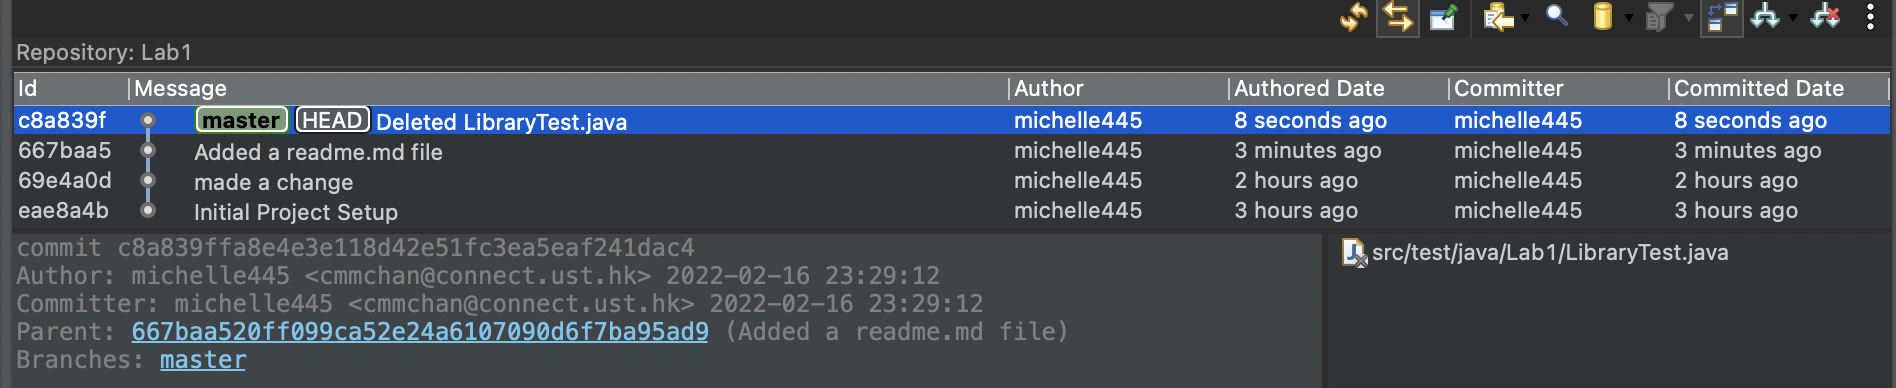 Repository: Lab1
Id Message Author Authored Date Committer Committed Date
c8a839f master HEAD Deleted LibraryTest.java michelle445 8 seconds ago michelle445 8 seconds ago
667baa5 Added a readme.md file michelle445 3 minutes ago michelle445 3 minutes ago
69e4a0d made a change michelle445 2 hours ago michelle445 2 hours ago
eae8a4b Initial Project Setup michelle445 3 hours ago michelle445 3 hours ago
commit c8a839ffa8e4e3e118d42e51fc3ea5eaf241dac4
Author: michelle445 <cmmchan@connect.ust.hk> 2022-02-16 23:29:12
Committer: michelle445 <cmmchan@connect.ust.hk> 2022-02-16 23:29:12
Parent: 667baa520ff099ca52e24a6107090d6f7ba95ad9 (Added a readme.md file)
Branches: master
src/test/java/Lab1/LibraryTest.java